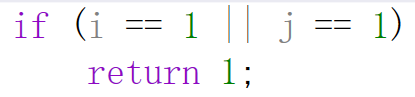 if (i == 1 || j == 1)
return 1;